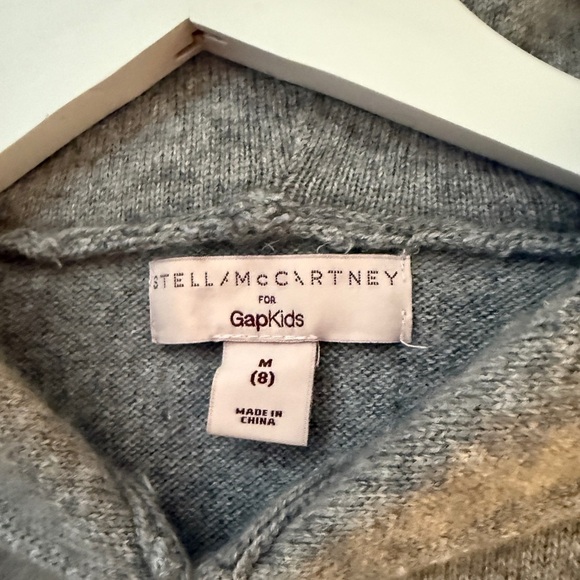 STELLA McCARTNEY
FOR
GapKids
M
(8)
MADE IN
CHINA